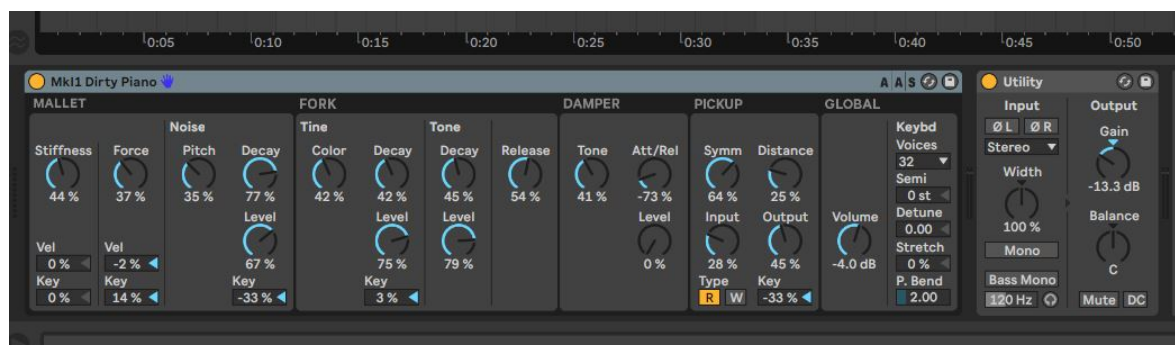 0:05 0:10 0:15 0:20 0:25 0:30 0:35 0:40 0:45 0:50
MkI1 Dirty Piano
A A S
MALLET FORK DAMPER PICKUP GLOBAL
Noise Tine Tone Keybd
Stiffness Force Pitch Decay Color Decay Decay Release Tone Att/Rel Symm Distance Voices
44 % 37 % 35 % 77 % 42 % 42 % 45 % 54 % 41 % -73 % 64 % 25 % 32
Semi
0 st
Level Level Level Level Input Output Volume Detune
67 % 75 % 79 % 0 % 28 % 45 % -4.0 dB 0.00
Vel Vel Stretch
0 % -2 % 0 %
Key Key Key Key Type Key P. Bend
0 % 14 % -33 % 3 % R W -33 % 2.00
Utility
Input Output
Ø L Ø R Gain
Stereo
Width -13.3 dB
100 % Balance
Mono C
Bass Mono
120 Hz Mute DC